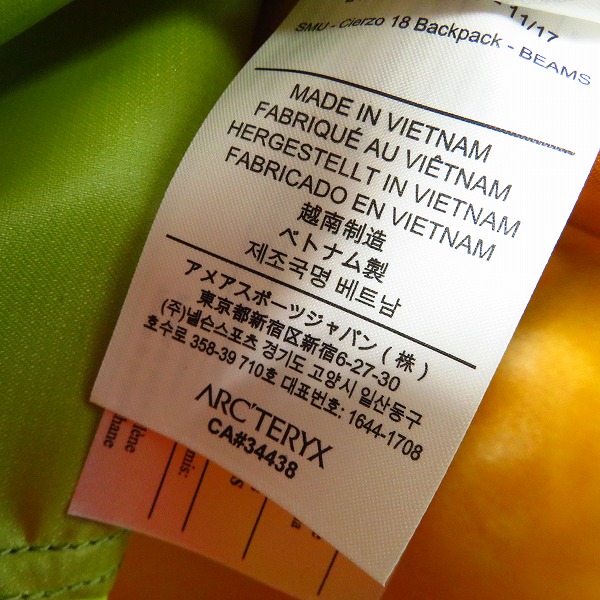 - 11/17
SMU - Cierzo 18 Backpack - BEAMS
MADE IN VIETNAM
FABRIQUÉ AU VIÊTNAM
HERGESTELLT IN VIETNAM
FABRICADO EN VIETNAM
越南制造
ベトナム製
제조국명 베트남
アメアスポーツジャパン(株)
東京都新宿区新宿6-27-30
(주)넬슨스포츠 경기도 고양시 일산동구
호수로 358-39 710호 대표번호: 1644-1708
ARC'TERYX
CA#34438